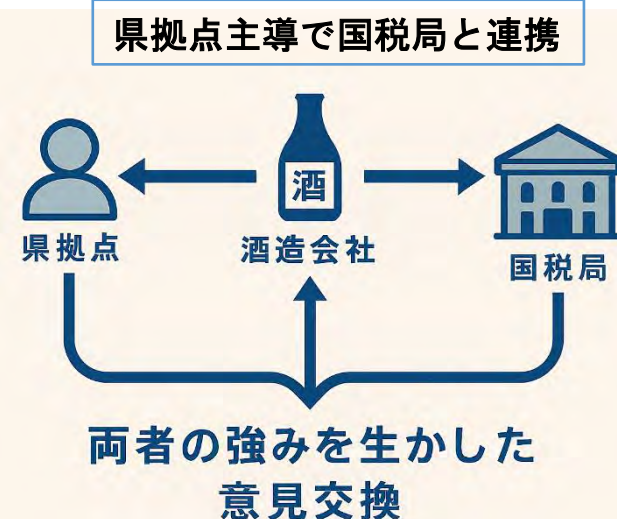 県拠点主導で国税局と連携
酒
県拠点
酒造会社
国税局
両者の強みを生かした
意見交換